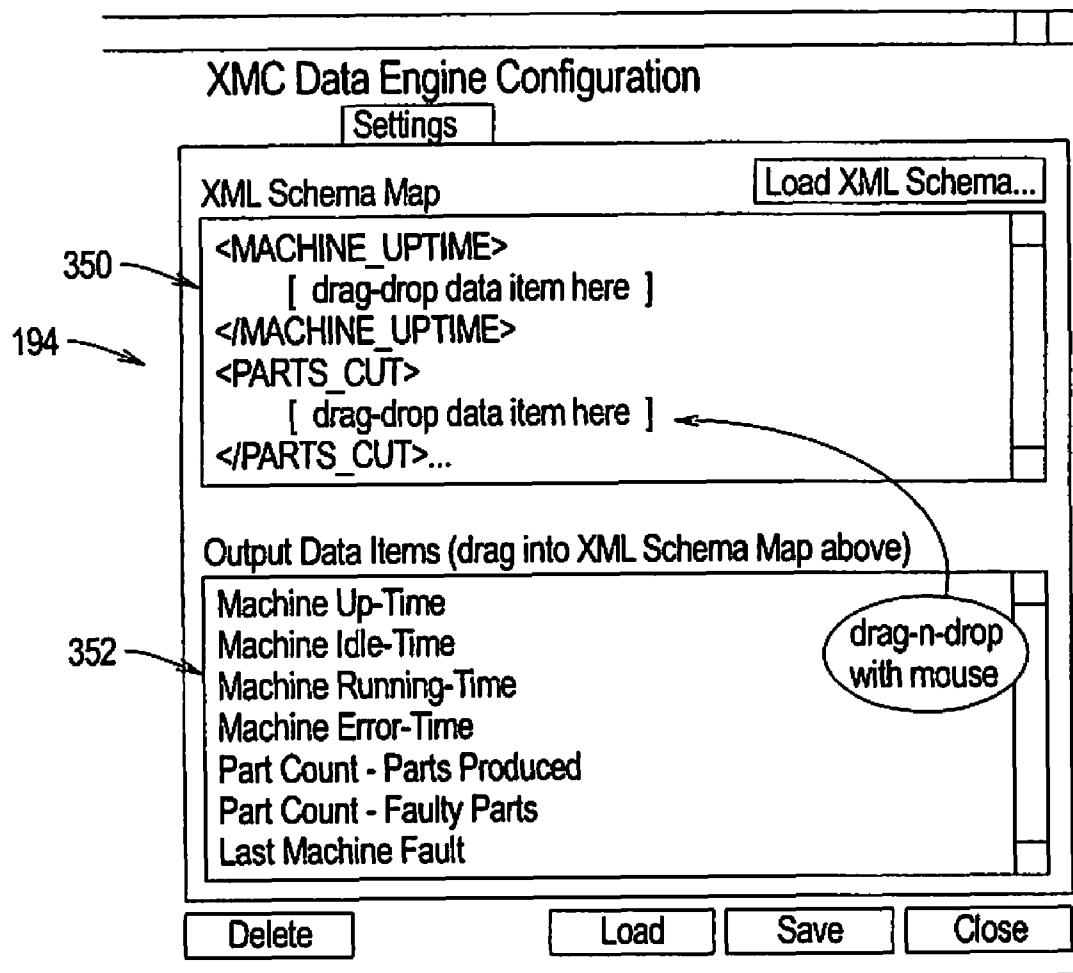 XMC Data Engine Configuration
Settings
XML Schema Map
Load XML Schema...
<MACHINE_UPTIME>
[ drag-drop data item here ]
</MACHINE_UPTIME>
<PARTS_CUT>
[ drag-drop data item here ]
</PARTS_CUT>...
350
194
Output Data Items (drag into XML Schema Map above)
Machine Up-Time
Machine Idle-Time
Machine Running-Time
Machine Error-Time
Part Count - Parts Produced
Part Count - Faulty Parts
Last Machine Fault
drag-n-drop
with mouse
352
Delete
Load
Save
Close